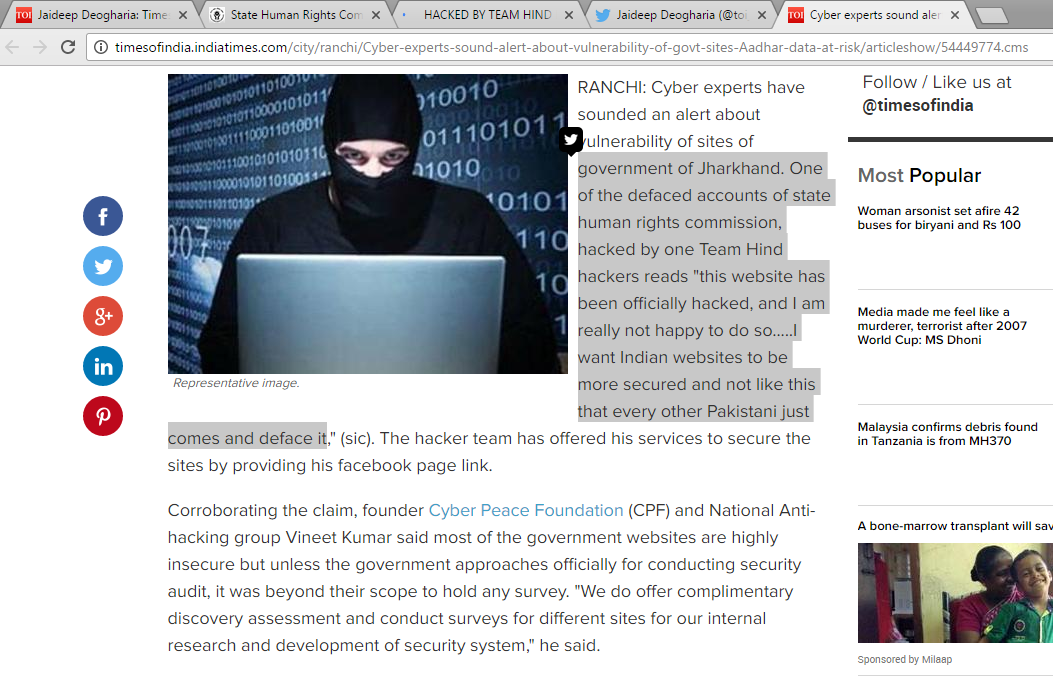 Jaideep Deogharia: Time
State Human Rights Com
HACKED BY TEAM HIND
Jaideep Deogharia (@toi
Cyber experts sound aler
timesofindia.indiatimes.com/city/ranchi/Cyber-experts-sound-alert-about-vulnerability-of-govt-sites-Aadhar-data-at-risk/articleshow/54449774.cms
Representative image.
RANCHI: Cyber experts have
sounded an alert about
vulnerability of sites of
government of Jharkhand. One
of the defaced accounts of state
human rights commission,
hacked by one Team Hind
hackers reads "this website has
been officially hacked, and I am
really not happy to do so.....I
want Indian websites to be
more secured and not like this
that every other Pakistani just
comes and deface it," (sic). The hacker team has offered his services to secure the
sites by providing his facebook page link.
Corroborating the claim, founder Cyber Peace Foundation (CPF) and National Anti-
hacking group Vineet Kumar said most of the government websites are highly
insecure but unless the government approaches officially for conducting security
audit, it was beyond their scope to hold any survey. "We do offer complimentary
discovery assessment and conduct surveys for different sites for our internal
research and development of security system," he said.
Follow / Like us at
@timesofindia
Most Popular
Woman arsonist set afire 42
buses for biryani and Rs 100
Media made me feel like a
murderer, terrorist after 2007
World Cup: MS Dhoni
Malaysia confirms debris found
in Tanzania is from MH370
A bone-marrow transplant will sav
Sponsored by Milaap